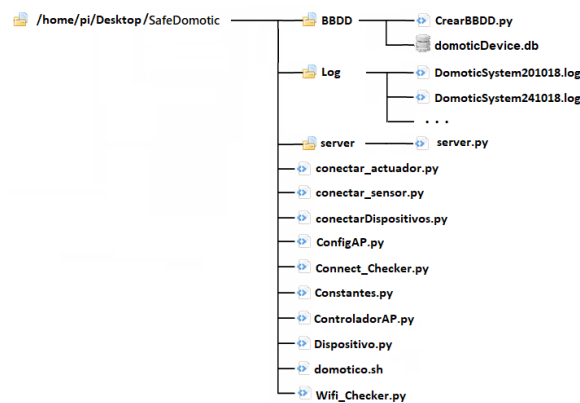 /home/pi/Desktop/SafeDomotic
BBDD
CrearBBDD.py
domoticDevice.db
Log
DomoticSystem201018.log
DomoticSystem241018.log
...
server
server.py
conectar_actuador.py
conectar_sensor.py
conectarDispositivos.py
ConfigAP.py
Connect_Checker.py
Constantes.py
ControladorAP.py
Dispositivo.py
domotico.sh
Wifi_Checker.py